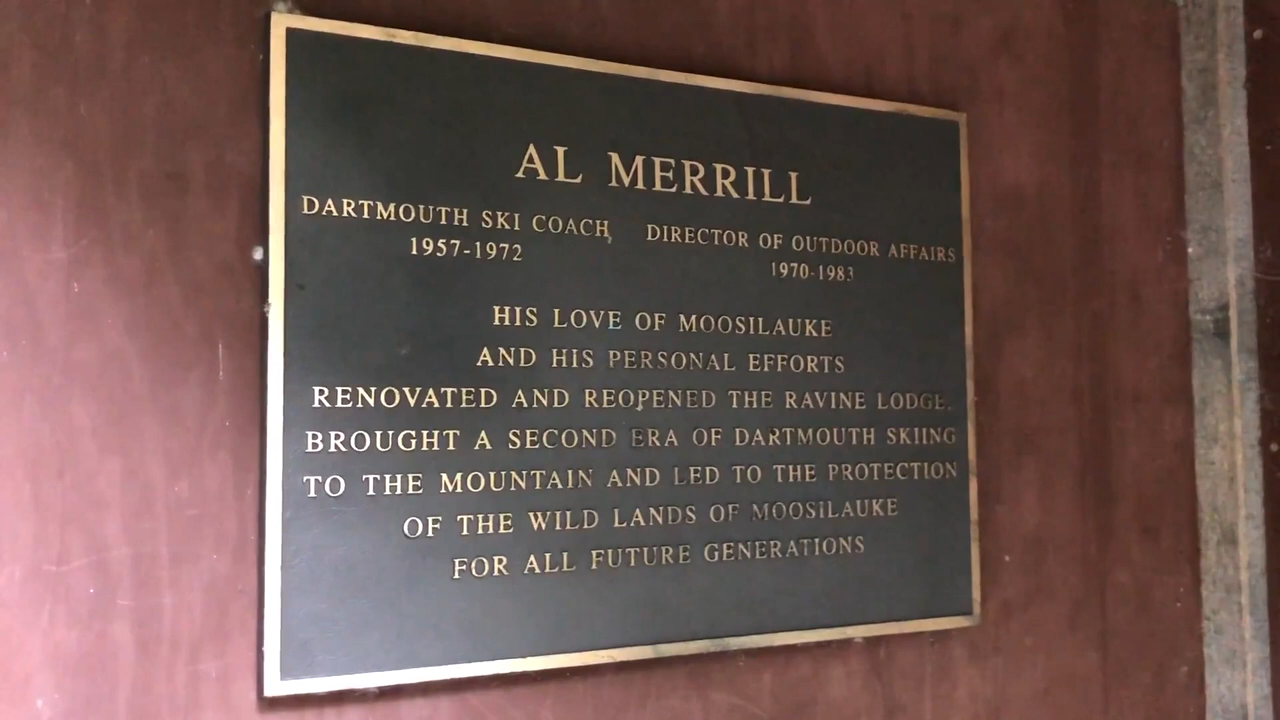 AL MERRILL
DARTMOUTH SKI COACH, DIRECTOR OF OUTDOOR AFFAIRS
1957-1972 1970-1983
HIS LOVE OF MOOSILAUKE
AND HIS PERSONAL EFFORTS
RENOVATED AND REOPENED THE RAVINE LODGE,
BROUGHT A SECOND ERA OF DARTMOUTH SKIING
TO THE MOUNTAIN AND LED TO THE PROTECTION
OF THE WILD LANDS OF MOOSILAUKE
FOR ALL FUTURE GENERATIONS